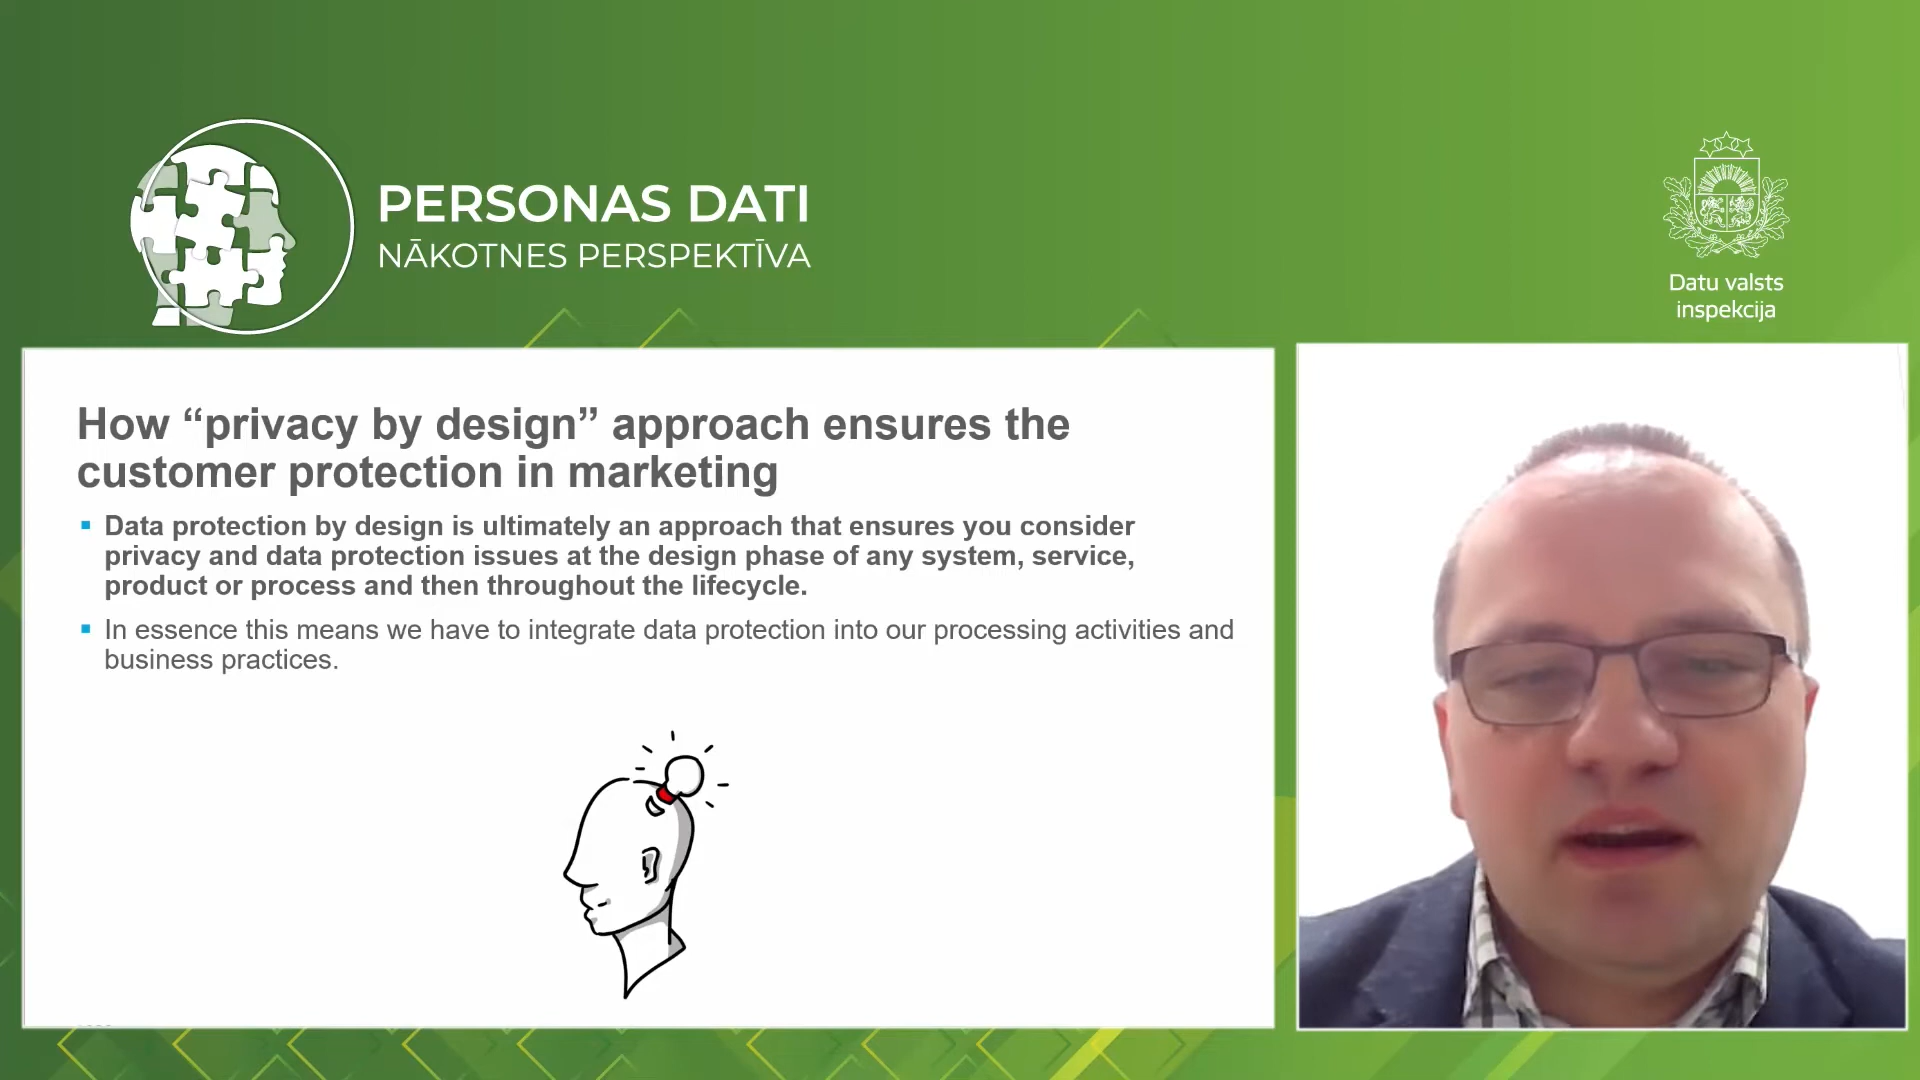 PERSONAS DATI
NĀKOTNES PERSPEKTĪVA
Datu valsts
inspekcija
How “privacy by design” approach ensures the
customer protection in marketing
Data protection by design is ultimately an approach that ensures you consider
privacy and data protection issues at the design phase of any system, service,
product or process and then throughout the lifecycle.
In essence this means we have to integrate data protection into our processing activities and
business practices.